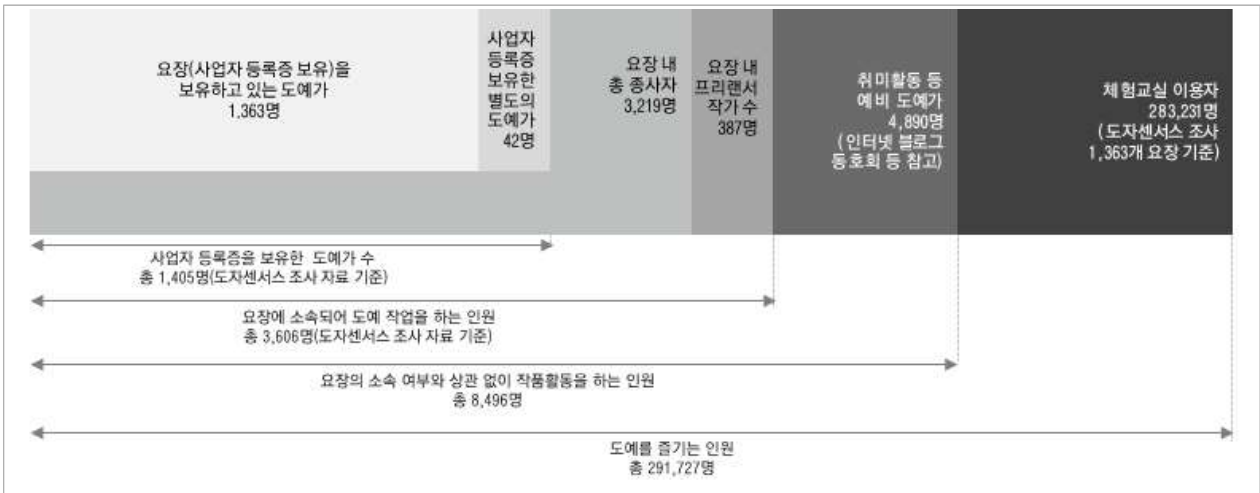 요장(사업자 등록증 보유)을
보유하고 있는 도예가
1,363명
사업자
등록증
보유한
별도의
도예가
42명
요장 내
총 종사자
3,219명
요장 내
프리랜서
작가 수
387명
취미활동 등
예비 도예가
4,890명
(인터넷 블로그
동호회 등 참고)
체험교실 이용자
283,231명
(도자센서스 조사
1,363개 요장 기준)
사업자 등록증을 보유한 도예가 수
총 1,405명(도자센서스 조사 자료 기준)
요장에 소속되어 도예 작업을 하는 인원
총 3,606명(도자센서스 조사 자료 기준)
요장의 소속 여부와 상관 없이 작품활동을 하는 인원
총 8,496명
도예를 즐기는 인원
총 291,727명